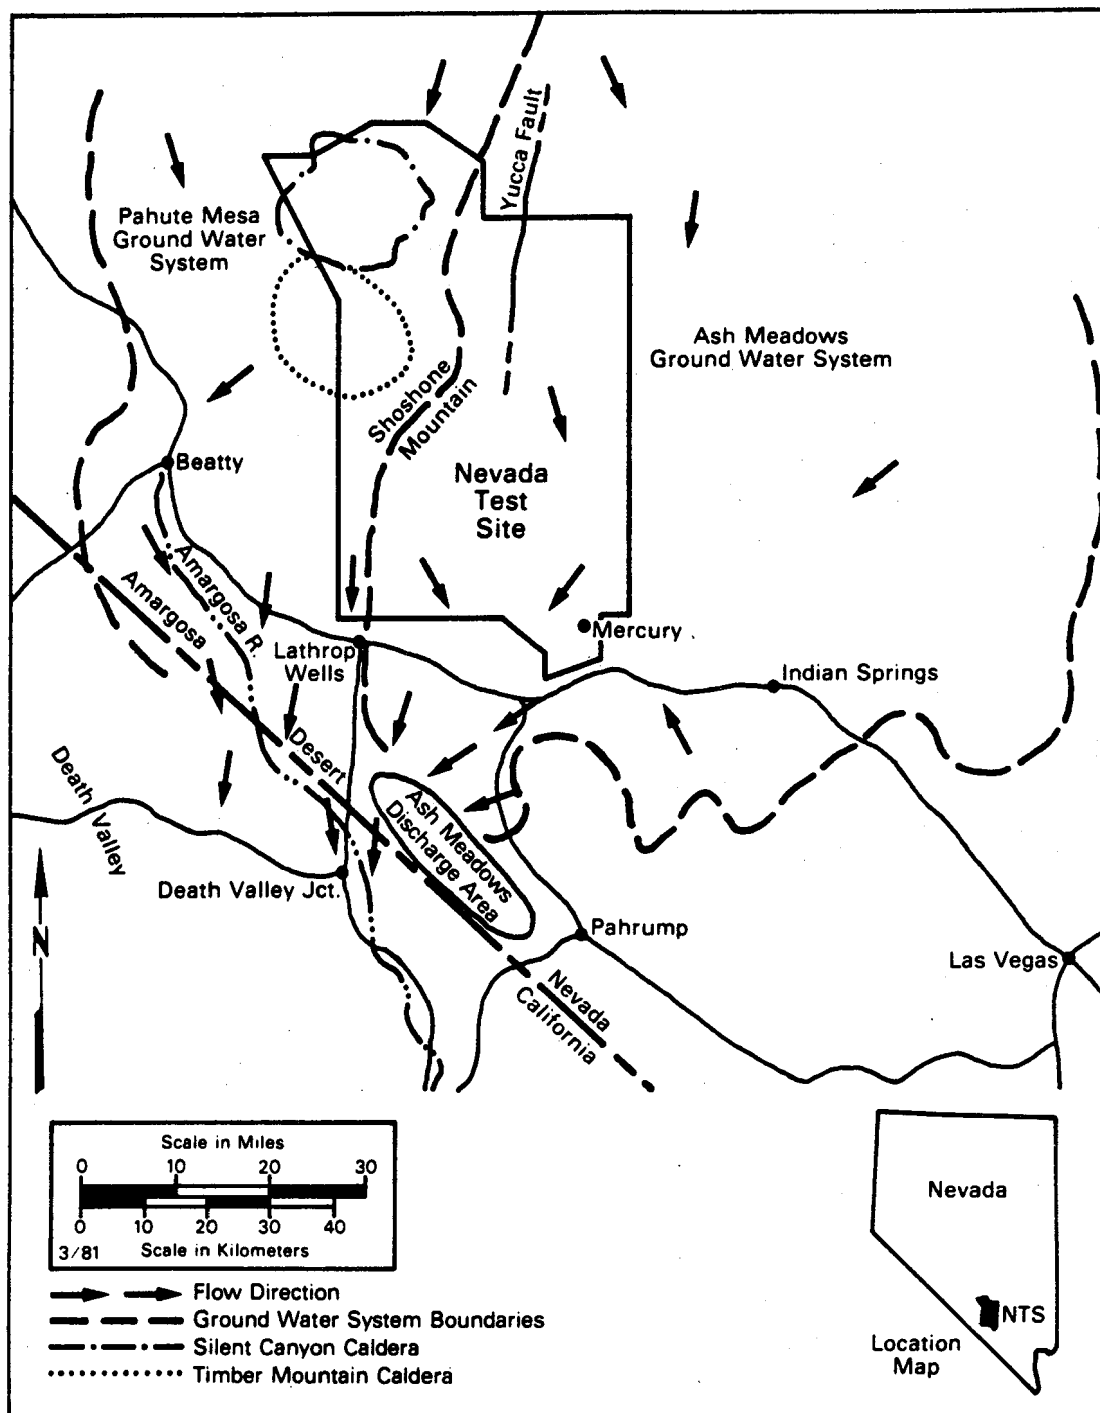 Yucca Fault
Pahute Mesa
Ground Water
System
Ash Meadows
Ground Water System
Shoshone
Mountain
Beatty
Nevada
Test
Site
Amargosa R.
Amargosa
Mercury
Lathrop
Wells
Indian Springs
Desert
Death Valley
Ash Meadows
Discharge Area
Death Valley Jct.
Pahrump
N
Las Vegas
Nevada
California
Scale in Miles
0 10 20 30
0 10 20 30 40
3/81 Scale in Kilometers
Flow Direction
Ground Water System Boundaries
Silent Canyon Caldera
Timber Mountain Caldera
Nevada
NTS
Location
Map